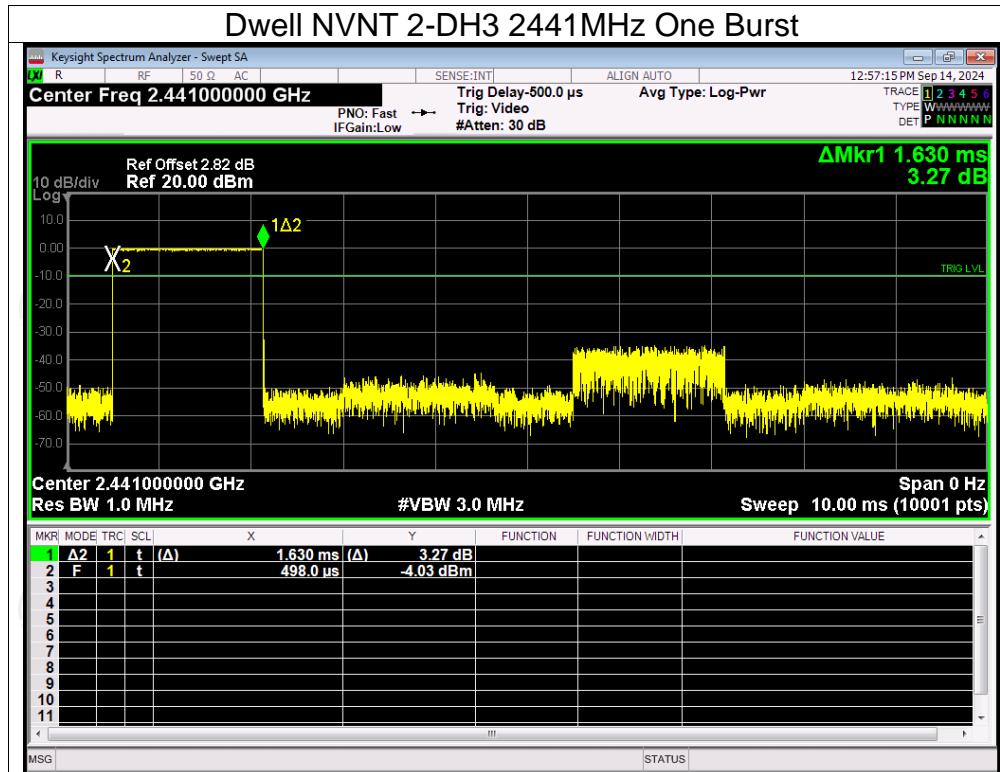 Dwell NVNT 2-DH3 2441MHz One Burst
Keysight Spectrum Analyzer - Swept SA
LXI R RF 50 Ω AC SENSE:INT ALIGN AUTO 12:57:15 PM Sep 14, 2024
Center Freq 2.441000000 GHz
PNO: Fast
IFGain:Low
Trig Delay-500.0 µs
Trig: Video
#Atten: 30 dB
Avg Type: Log-Pwr
TRACE 1 2 3 4 5 6
TYPE WWWWWW
DET P N N N N N
ΔMkr1 1.630 ms
3.27 dB
Ref Offset 2.82 dB
10 dB/div Ref 20.00 dBm
Log
10.0
0.00
-10.0
-20.0
-30.0
-40.0
-50.0
-60.0
-70.0
1Δ2
2
TRIG LVL
Center 2.441000000 GHz Span 0 Hz
Res BW 1.0 MHz #VBW 3.0 MHz Sweep 10.00 ms (10001 pts)
MKR MODE TRC SCL X Y FUNCTION FUNCTION WIDTH FUNCTION VALUE
1 Δ2 1 t (Δ) 1.630 ms (Δ) 3.27 dB
2 F 1 t 498.0 µs -4.03 dBm
3
4
5
6
7
8
9
10
11
MSG STATUS